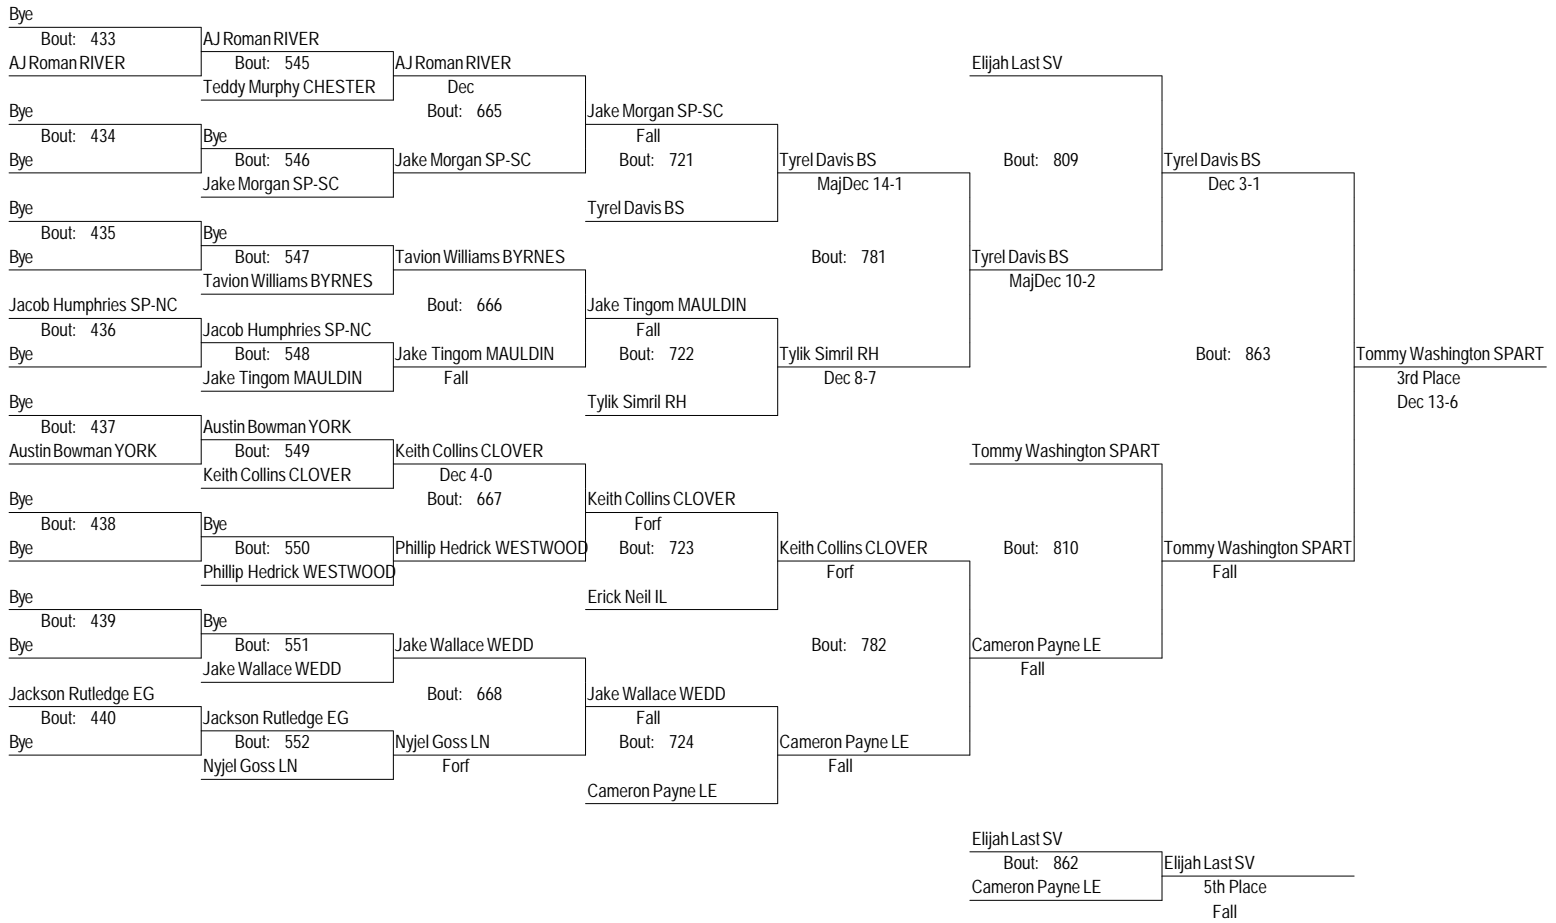 Bye
Bout: 433 AJ Roman RIVER
AJ Roman RIVER Bout: 545 AJ Roman RIVER Elijah Last SV
Teddy Murphy CHESTER Dec
Bye Bout: 665 Jake Morgan SP-SC
Bout: 434 Bye Fall
Bye Bout: 546 Jake Morgan SP-SC Bout: 721 Tyrel Davis BS Bout: 809 Tyrel Davis BS
Jake Morgan SP-SC MajDec 14-1 Dec 3-1
Bye Tyrel Davis BS
Bout: 435 Bye
Bye Bout: 547 Tavion Williams BYRNES Bout: 781 Tyrel Davis BS
Tavion Williams BYRNES MajDec 10-2
Jacob Humphries SP-NC Bout: 666 Jake Tingom MAULDIN
Bout: 436 Jacob Humphries SP-NC Fall
Bye Bout: 548 Jake Tingom MAULDIN Bout: 722 Tylik Simril RH Bout: 863 Tommy Washington SPART
Jake Tingom MAULDIN Fall Dec 8-7 3rd Place
Bye Tylik Simril RH Dec 13-6
Bout: 437 Austin Bowman YORK
Austin Bowman YORK Bout: 549 Keith Collins CLOVER Tommy Washington SPART
Keith Collins CLOVER Dec 4-0
Bye Bout: 667 Keith Collins CLOVER
Bout: 438 Bye Forf
Bye Bout: 550 Phillip Hedrick WESTWOOD Bout: 723 Keith Collins CLOVER Bout: 810 Tommy Washington SPART
Phillip Hedrick WESTWOOD Forf Fall
Bye Erick Neil IL
Bout: 439 Bye
Bye Bout: 551 Jake Wallace WEDD Bout: 782 Cameron Payne LE
Jake Wallace WEDD Fall
Jackson Rutledge EG Bout: 668 Jake Wallace WEDD
Bout: 440 Jackson Rutledge EG Fall
Bye Bout: 552 Nyjel Goss LN Bout: 724 Cameron Payne LE
Nyjel Goss LN Forf Fall
Cameron Payne LE
Elijah Last SV
Bout: 862 Elijah Last SV
Cameron Payne LE 5th Place
Fall